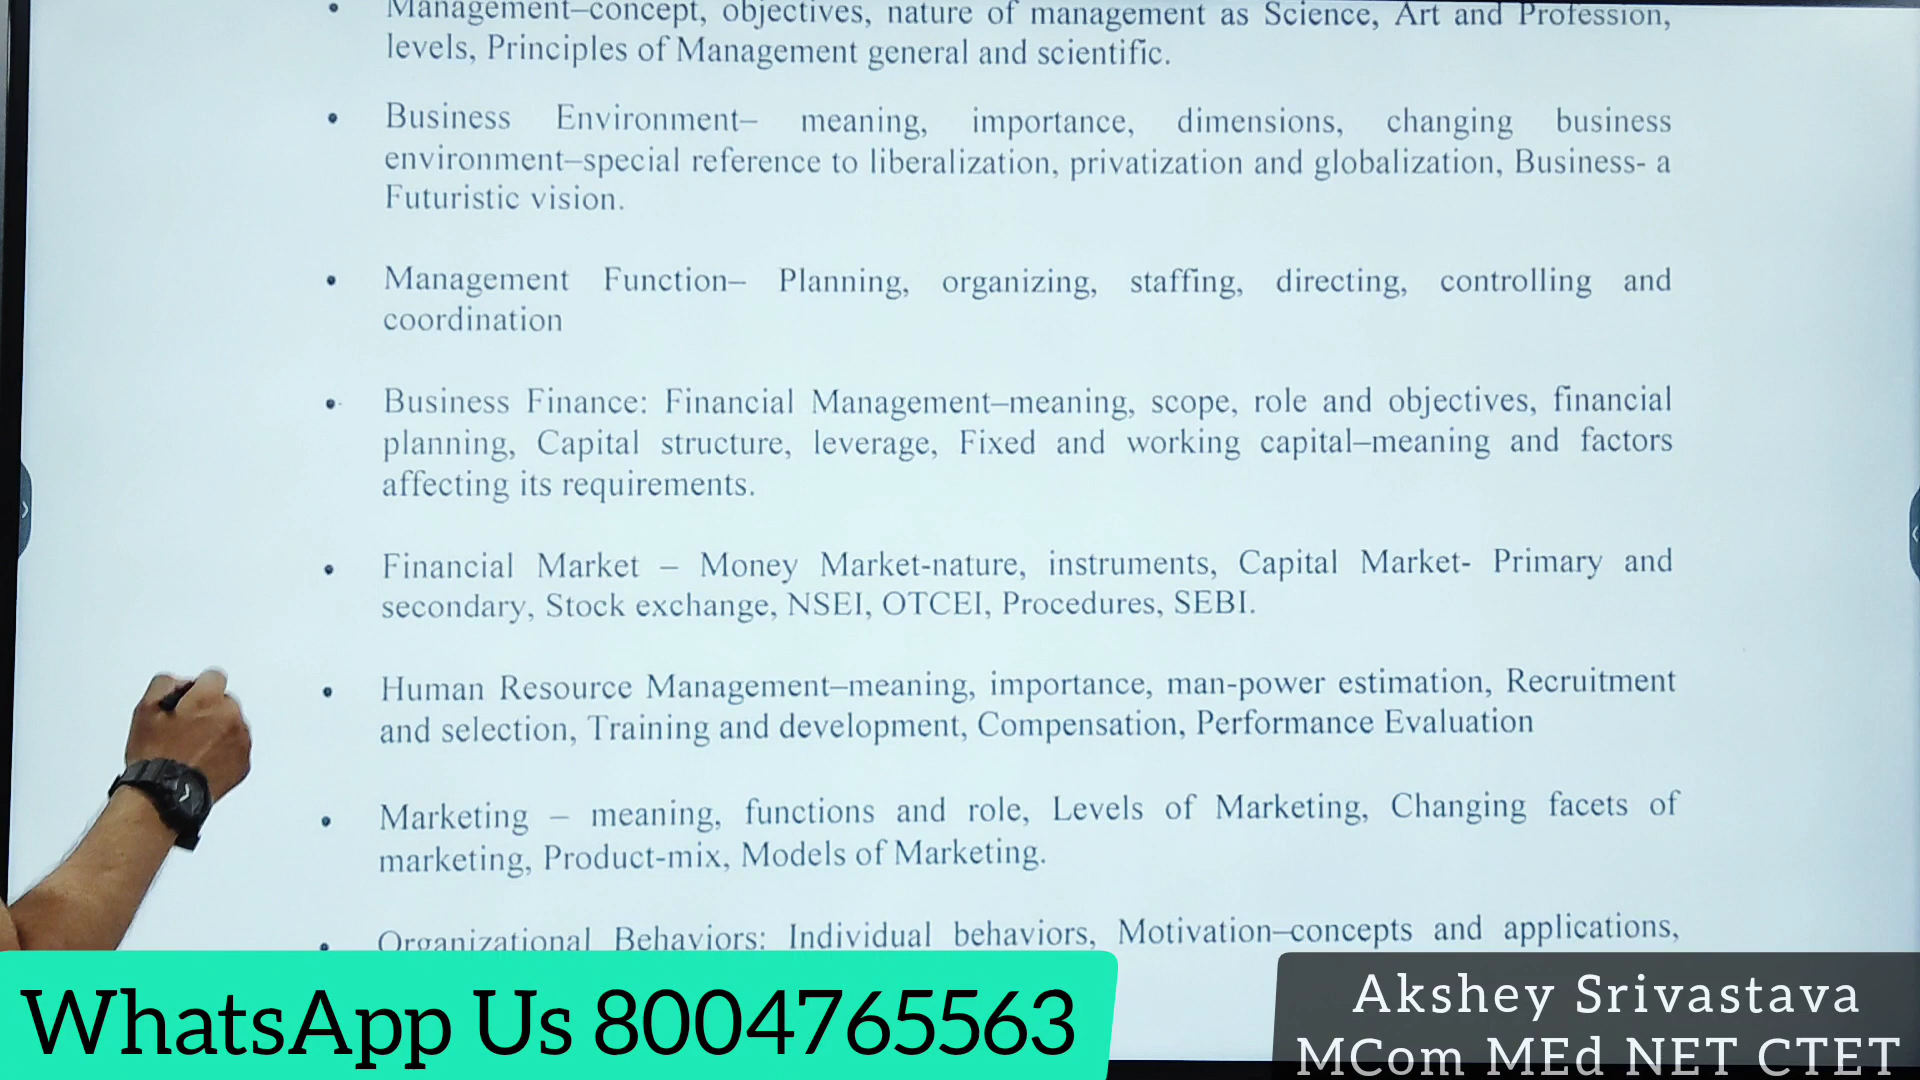 Management–concept, objectives, nature of management as Science, Art and Profession,
levels, Principles of Management general and scientific.
Business Environment– meaning, importance, dimensions, changing business
environment–special reference to liberalization, privatization and globalization, Business- a
Futuristic vision.
Management Function– Planning, organizing, staffing, directing, controlling and
coordination
Business Finance: Financial Management–meaning, scope, role and objectives, financial
planning, Capital structure, leverage, Fixed and working capital–meaning and factors
affecting its requirements.
Financial Market – Money Market-nature, instruments, Capital Market- Primary and
secondary, Stock exchange, NSEI, OTCEI, Procedures, SEBI.
Human Resource Management–meaning, importance, man-power estimation, Recruitment
and selection, Training and development, Compensation, Performance Evaluation
Marketing – meaning, functions and role, Levels of Marketing, Changing facets of
marketing, Product-mix, Models of Marketing.
Organizational Behaviors: Individual behaviors, Motivation–concepts and applications,
WhatsApp Us 8004765563
Akshey Srivastava
MCom MEd NET CTET